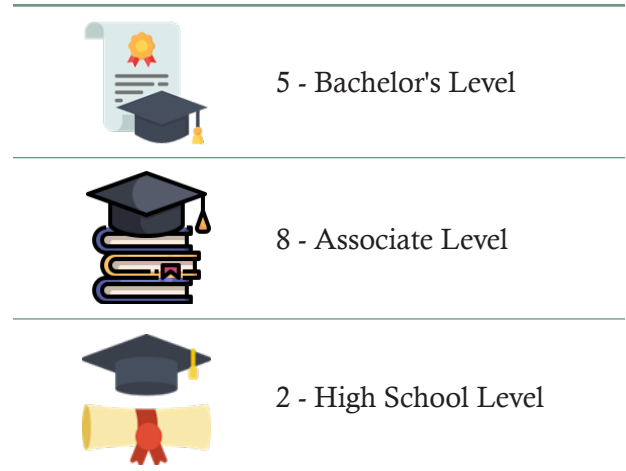 5 - Bachelor's Level
8 - Associate Level
2 - High School Level